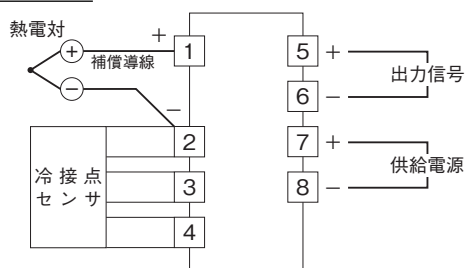 熱電対
+ 補償導線 + 1
− −
2
冷接点
センサ
3
4
5 +
出力信号
6 −
7 +
供給電源
8 −